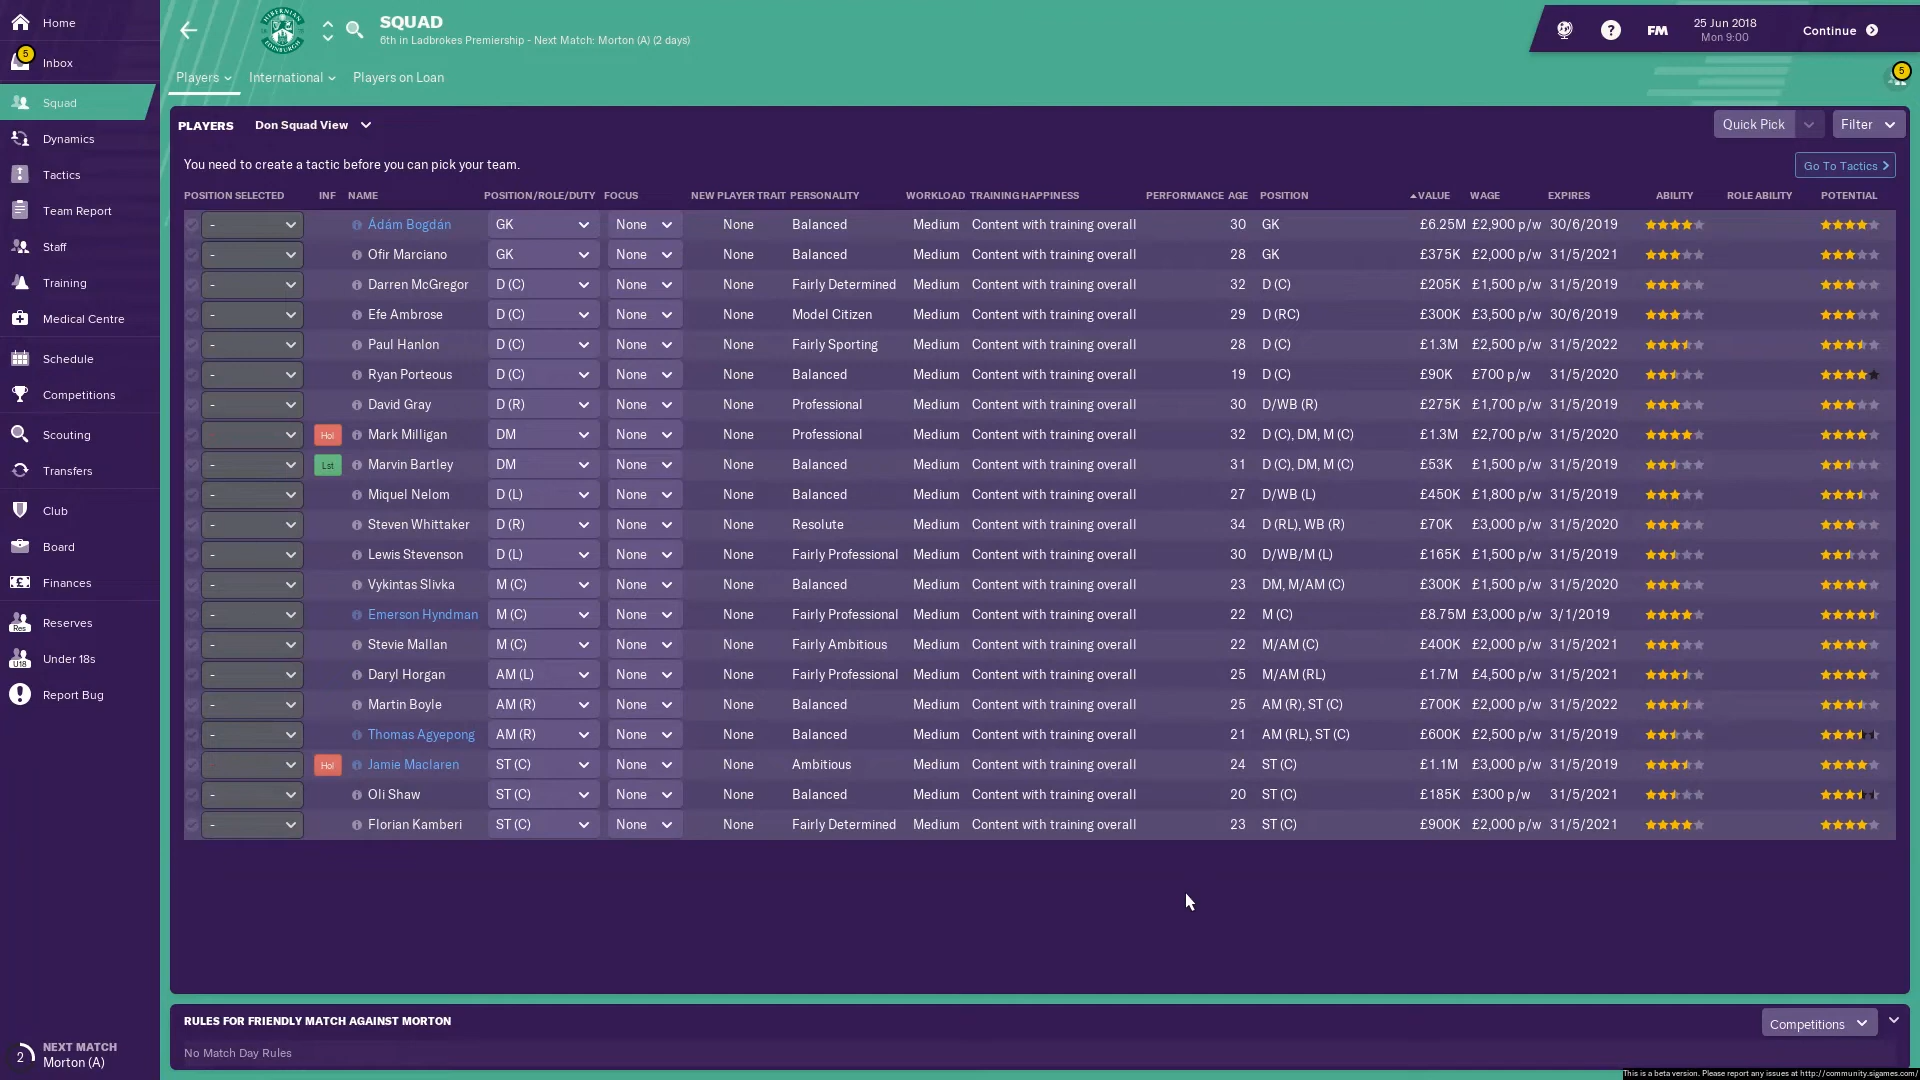 Home
5
Inbox
Squad
Dynamics
Tactics
Team Report
Staff
Training
Medical Centre
Schedule
Competitions
Scouting
Transfers
Club
Board
Finances
Res
Reserves
U18
Under 18s
Report Bug
2 NEXT MATCH
Morton (A)
SQUAD
6th in Ladbrokes Premiership - Next Match: Morton (A) (2 days)
? FM 25 Jun 2018 Continue
Mon 9:00
Players International Players on Loan
5
PLAYERS Don Squad View Quick Pick Filter
You need to create a tactic before you can pick your team. Go To Tactics
POSITION SELECTED INF NAME POSITION/ROLE/DUTY FOCUS NEW PLAYER TRAIT PERSONALITY WORKLOAD TRAINING HAPPINESS PERFORMANCE AGE POSITION VALUE WAGE EXPIRES ABILITY ROLE ABILITY POTENTIAL
- Ádám Bogdán GK None None Balanced Medium Content with training overall 30 GK £6.25M £2,900 p/w 30/6/2019
- Ofir Marciano GK None None Balanced Medium Content with training overall 28 GK £375K £2,000 p/w 31/5/2021
- Darren McGregor D (C) None None Fairly Determined Medium Content with training overall 32 D (C) £205K £1,500 p/w 31/5/2019
- Efe Ambrose D (C) None None Model Citizen Medium Content with training overall 29 D (RC) £300K £3,500 p/w 30/6/2019
- Paul Hanlon D (C) None None Fairly Sporting Medium Content with training overall 28 D (C) £1.3M £2,500 p/w 31/5/2022
- Ryan Porteous D (C) None None Balanced Medium Content with training overall 19 D (C) £90K £700 p/w 31/5/2020
- David Gray D (R) None None Professional Medium Content with training overall 30 D/WB (R) £275K £1,700 p/w 31/5/2019
Hol Mark Milligan DM None None Professional Medium Content with training overall 32 D (C), DM, M (C) £1.3M £2,700 p/w 31/5/2020
- Lst Marvin Bartley DM None None Balanced Medium Content with training overall 31 D (C), DM, M (C) £53K £1,500 p/w 31/5/2019
- Miquel Nelom D (L) None None Balanced Medium Content with training overall 27 D/WB (L) £450K £1,800 p/w 31/5/2019
- Steven Whittaker D (R) None None Resolute Medium Content with training overall 34 D (RL), WB (R) £70K £3,000 p/w 31/5/2020
- Lewis Stevenson D (L) None None Fairly Professional Medium Content with training overall 30 D/WB/M (L) £165K £1,500 p/w 31/5/2019
- Vykintas Slivka M (C) None None Balanced Medium Content with training overall 23 DM, M/AM (C) £300K £1,500 p/w 31/5/2020
- Emerson Hyndman M (C) None None Fairly Professional Medium Content with training overall 22 M (C) £8.75M £3,000 p/w 3/1/2019
- Stevie Mallan M (C) None None Fairly Ambitious Medium Content with training overall 22 M/AM (C) £400K £2,000 p/w 31/5/2021
- Daryl Horgan AM (L) None None Fairly Professional Medium Content with training overall 25 M/AM (RL) £1.7M £4,500 p/w 31/5/2021
- Martin Boyle AM (R) None None Balanced Medium Content with training overall 25 AM (R), ST (C) £700K £2,000 p/w 31/5/2022
- Thomas Agyepong AM (R) None None Balanced Medium Content with training overall 21 AM (RL), ST (C) £600K £2,500 p/w 31/5/2019
Hol Jamie Maclaren ST (C) None None Ambitious Medium Content with training overall 24 ST (C) £1.1M £3,000 p/w 31/5/2019
- Oli Shaw ST (C) None None Balanced Medium Content with training overall 20 ST (C) £185K £300 p/w 31/5/2021
- Florian Kamberi ST (C) None None Fairly Determined Medium Content with training overall 23 ST (C) £900K £2,000 p/w 31/5/2021
RULES FOR FRIENDLY MATCH AGAINST MORTON Competitions
No Match Day Rules
This is a beta version. Please report any issues at http://community.sigames.com/